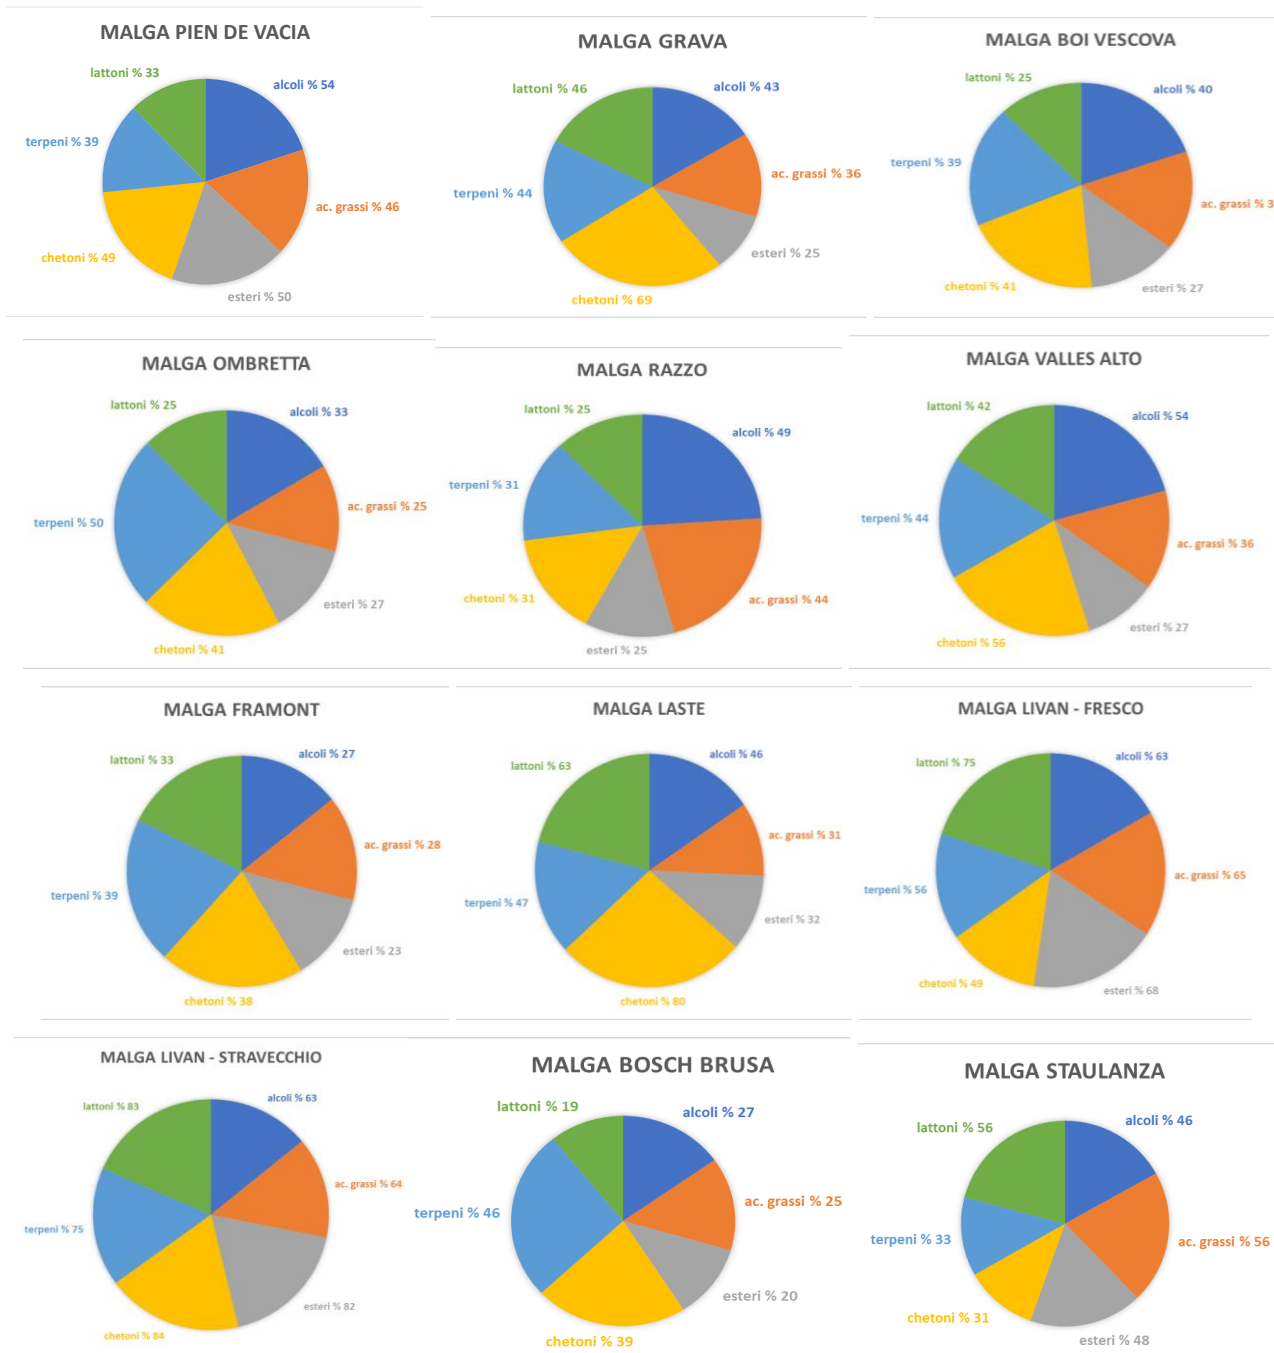 MALGA PIEN DE VACIA
lattoni % 33
alcoli % 54
terpeni % 39
ac. grassi % 46
chetoni % 49
esteri % 50
MALGA GRAVA
lattoni % 46
alcoli % 43
ac. grassi % 36
terpeni % 44
esteri % 25
chetoni % 69
MALGA BOI VESCOVA
lattoni % 25
alcoli % 40
terpeni % 39
ac. grassi % 3
chetoni % 41
esteri % 27
MALGA OMBRETTA
lattoni % 25
alcoli % 33
ac. grassi % 25
terpeni % 50
esteri % 27
chetoni % 41
MALGA RAZZO
lattoni % 25
alcoli % 49
terpeni % 31
chetoni % 31
ac. grassi % 44
esteri % 25
MALGA VALLES ALTO
lattoni % 42
alcoli % 54
terpeni % 44
ac. grassi % 36
esteri % 27
chetoni % 56
MALGA FRAMONT
lattoni % 33
alcoli % 27
ac. grassi % 28
terpeni % 39
esteri % 23
chetoni % 38
MALGA LASTE
lattoni % 63
alcoli % 46
ac. grassi % 31
terpeni % 47
esteri % 32
chetoni % 80
MALGA LIVAN - FRESCO
lattoni % 75
alcoli % 63
ac. grassi % 65
terpeni % 56
chetoni % 49
esteri % 68
MALGA LIVAN - STRAVECCHIO
lattoni % 83
alcoli % 63
ac. grassi % 64
terpeni % 75
esteri % 82
chetoni % 84
MALGA BOSCH BRUSA
lattoni % 19
alcoli % 27
ac. grassi % 25
terpeni % 46
esteri % 20
chetoni % 39
MALGA STAULANZA
lattoni % 56
alcoli % 46
terpeni % 33
ac. grassi % 56
chetoni % 31
esteri % 48